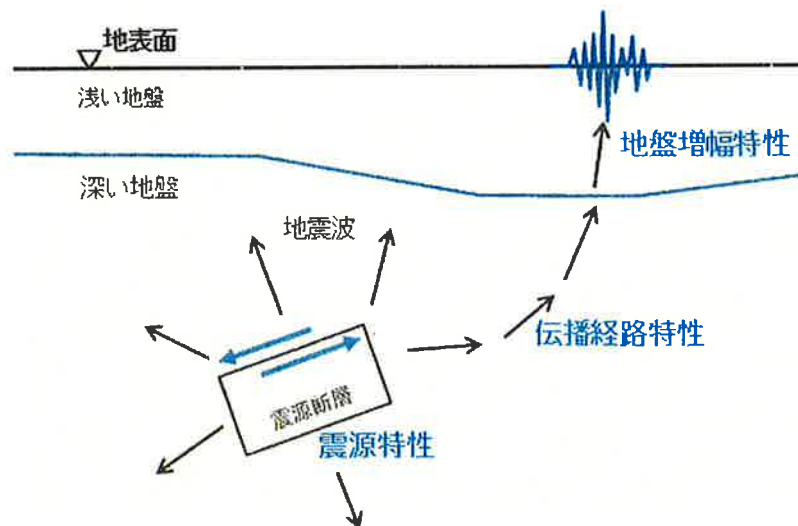 地表面
浅い地盤
地盤増幅特性
深い地盤
地震波
伝播経路特性
震源断層
震源特性